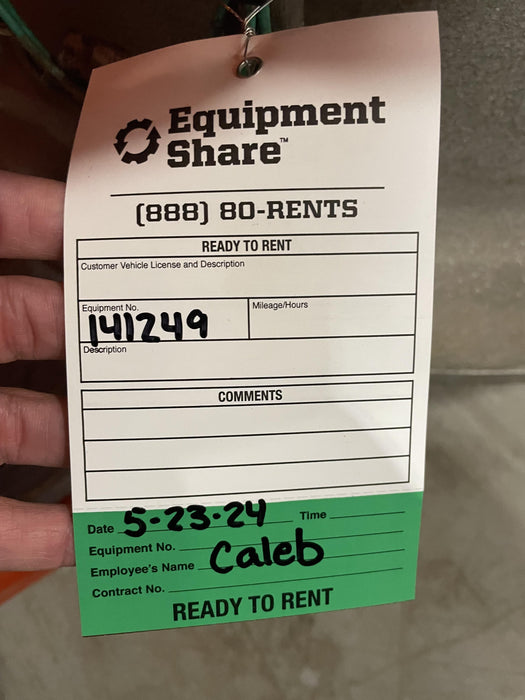 Equipment
Share™
(888) 80-RENTS
READY TO RENT
Customer Vehicle License and Description
Equipment No. Mileage/Hours
141249
Description
COMMENTS
Date 5-23-24 Time
Equipment No.
Employee's Name Caleb
Contract No.
READY TO RENT